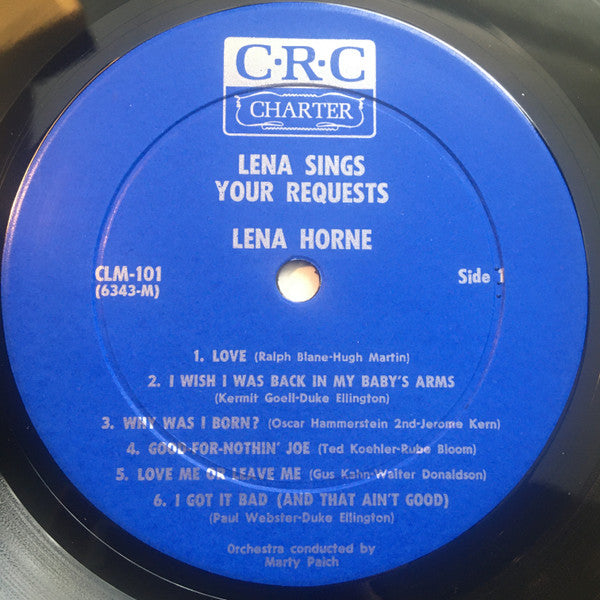 C·R·C
CHARTER
LENA SINGS
YOUR REQUESTS
LENA HORNE
CLM-101
(6343-M)
Side 1
1. LOVE (Ralph Blane-Hugh Martin)
2. I WISH I WAS BACK IN MY BABY'S ARMS
(Kermit Goell-Duke Ellington)
3. WHY WAS I BORN? (Oscar Hammerstein 2nd-Jerome Kern)
4. GOOD-FOR-NOTHIN' JOE (Ted Koehler-Rube Bloom)
5. LOVE ME OR LEAVE ME (Gus Kahn-Walter Donaldson)
6. I GOT IT BAD (AND THAT AIN'T GOOD)
(Paul Webster-Duke Ellington)
Orchestra conducted by
Marty Paich